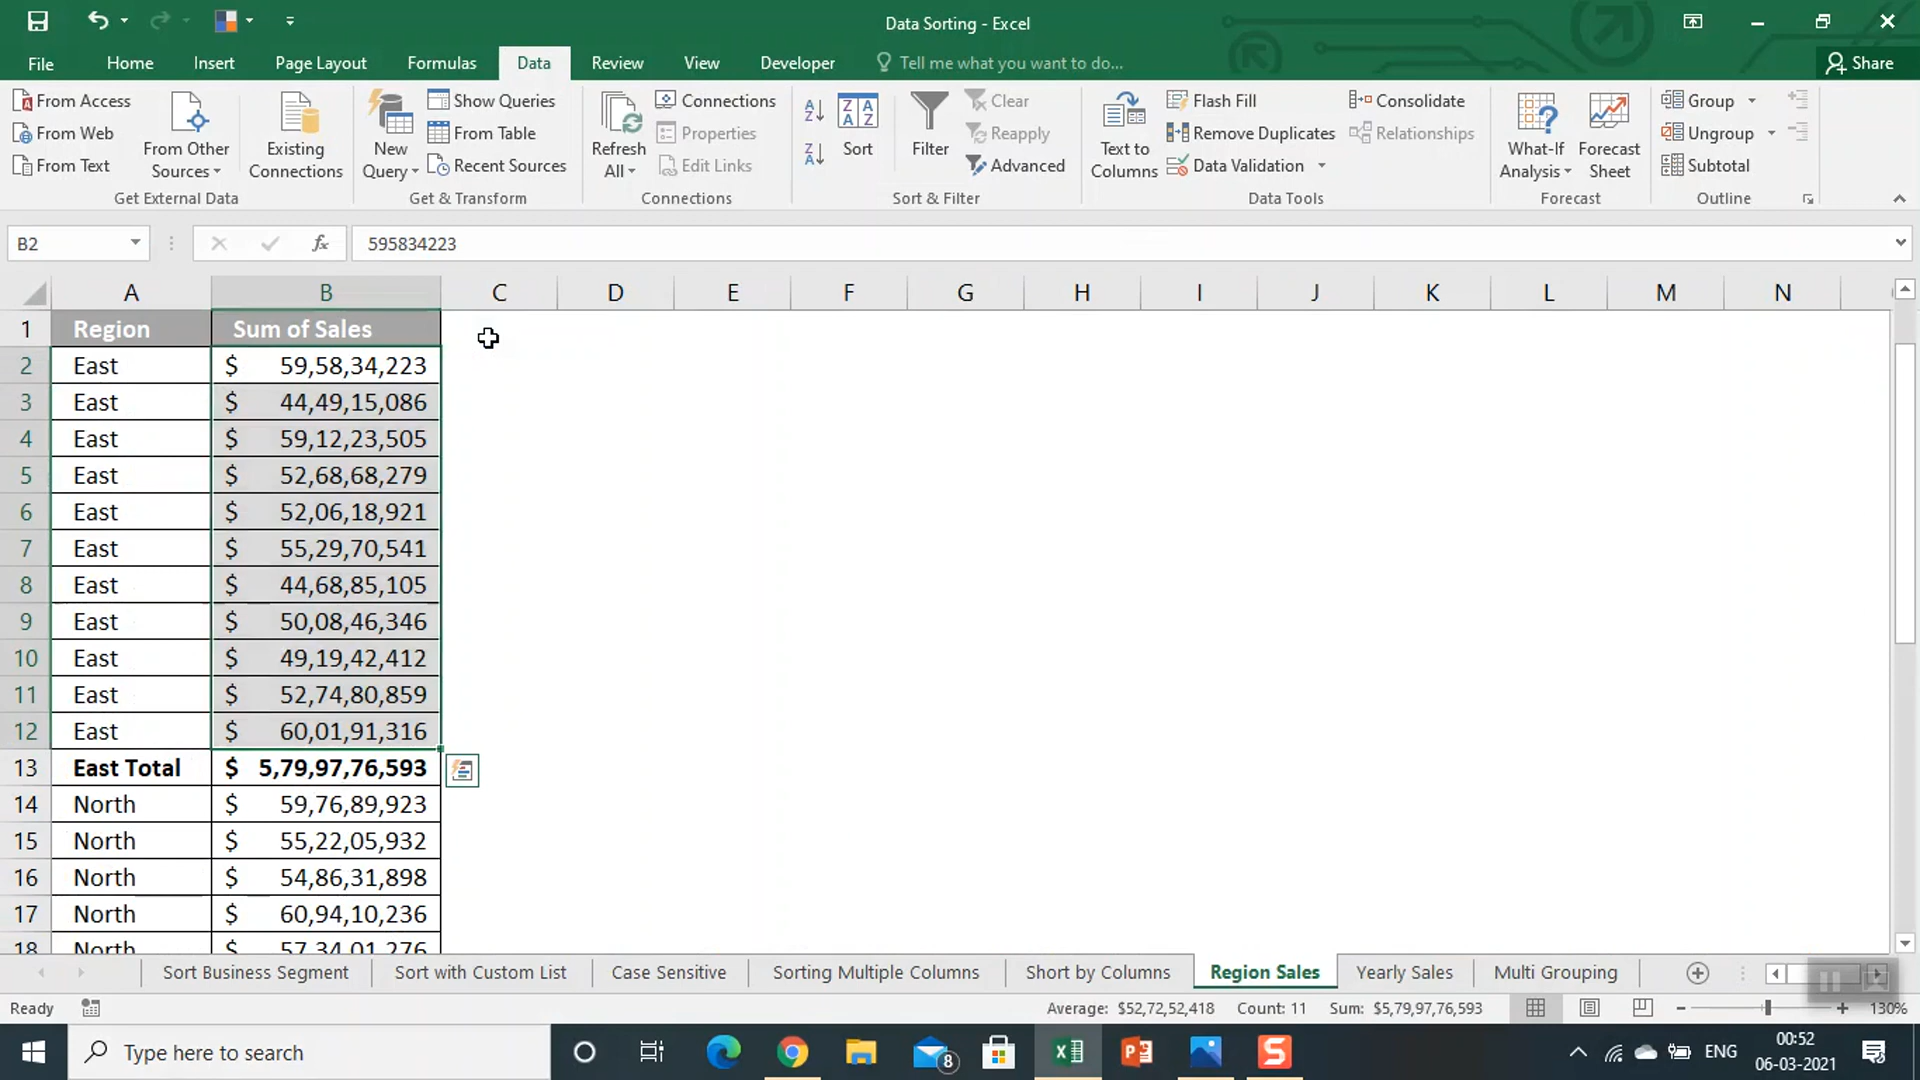 Data Sorting - Excel
File Home Insert Page Layout Formulas Data Review View Developer Tell me what you want to do... Share
From Access
From Web
From Text
From Other Sources
Existing Connections
Get External Data
New Query
Show Queries
From Table
Recent Sources
Get & Transform
Refresh All
Connections
Properties
Edit Links
Connections
Sort
Filter
Clear
Reapply
Advanced
Sort & Filter
Text to Columns
Flash Fill
Remove Duplicates
Data Validation
Consolidate
Relationships
Data Tools
What-If Analysis
Forecast Sheet
Forecast
Group
Ungroup
Subtotal
Outline
B2 fx 595834223
A B C D E F G H I J K L M N
1 Region Sum of Sales
2 East $ 59,58,34,223
3 East $ 44,49,15,086
4 East $ 59,12,23,505
5 East $ 52,68,68,279
6 East $ 52,06,18,921
7 East $ 55,29,70,541
8 East $ 44,68,85,105
9 East $ 50,08,46,346
10 East $ 49,19,42,412
11 East $ 52,74,80,859
12 East $ 60,01,91,316
13 East Total $ 5,79,97,76,593
14 North $ 59,76,89,923
15 North $ 55,22,05,932
16 North $ 54,86,31,898
17 North $ 60,94,10,236
18 North $ 57,34,01,276
Sort Business Segment Sort with Custom List Case Sensitive Sorting Multiple Columns Short by Columns Region Sales Yearly Sales Multi Grouping
Ready Average: $52,72,52,418 Count: 11 Sum: $5,79,97,76,593 130%
Type here to search 8 ENG 00:52
06-03-2021